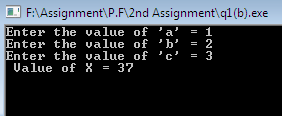 F:\Assignment\P.F\2nd Assignment\q1(b).exe
Enter the value of 'a' = 1
Enter the value of 'b' = 2
Enter the value of 'c' = 3
Value of X = 37